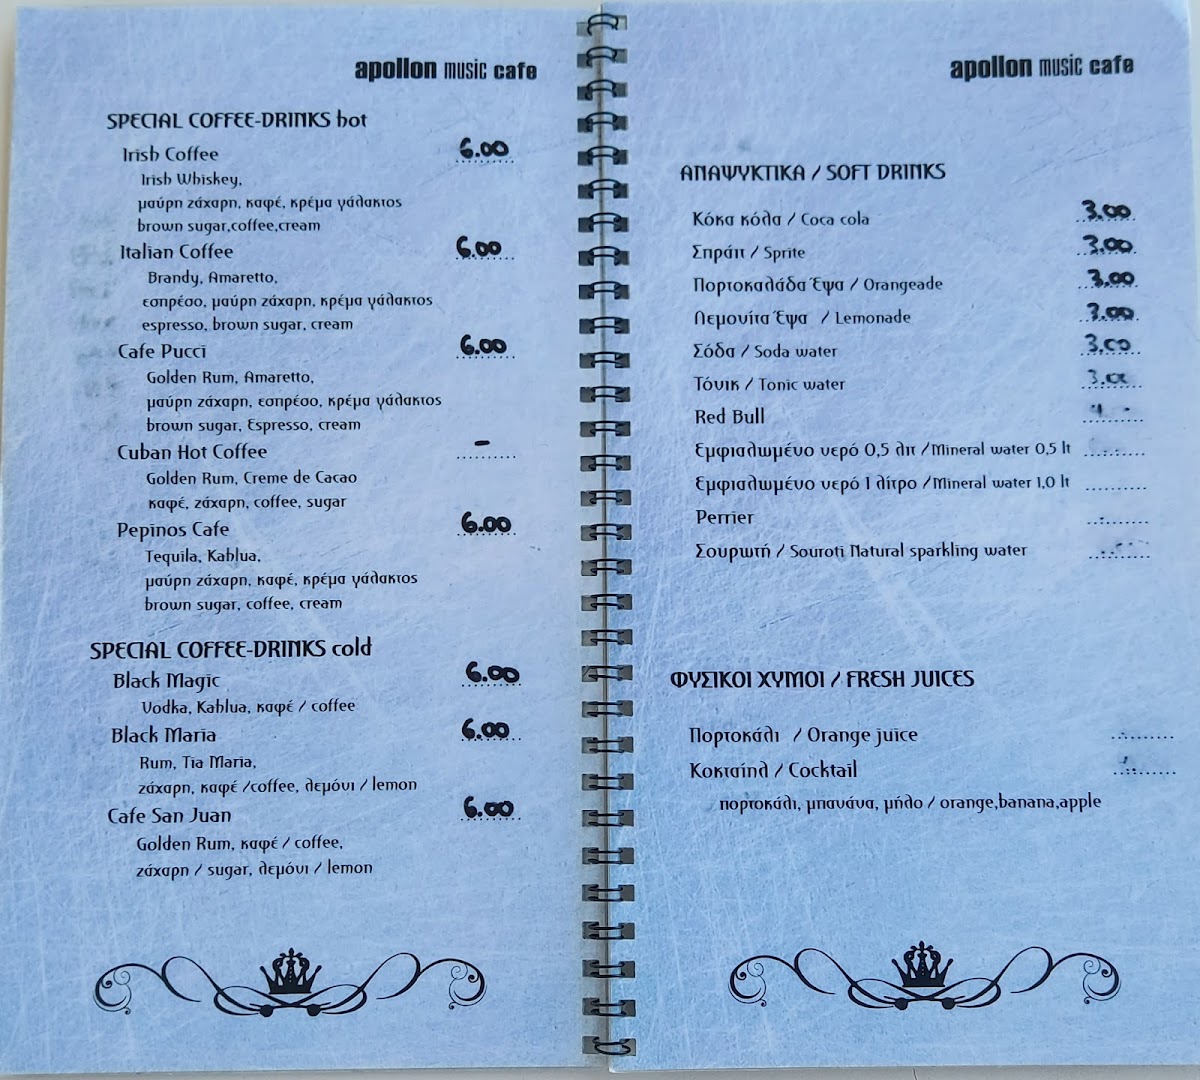 apollon music cafe
SPECIAL COFFEE-DRINKS hot
Irish Coffee 6.00
Irish Whiskey,
μαύρη ζάχαρη, καφέ, κρέμα γάλακτος
brown sugar,coffee,cream
Italian Coffee 6.00
Brandy, Amaretto,
εσπρέσο, μαύρη ζάχαρη, κρέμα γάλακτος
espresso, brown sugar, cream
Cafe Pucci 6.00
Golden Rum, Amaretto,
μαύρη ζάχαρη, εσπρέσο, κρέμα γάλακτος
brown sugar, Espresso, cream
Cuban Hot Coffee -
Golden Rum, Creme de Cacao
καφέ, ζάχαρη, coffee, sugar
Pepinos Cafe 6.00
Tequila, Kahlua,
μαύρη ζάχαρη, καφέ, κρέμα γάλακτος
brown sugar, coffee, cream
SPECIAL COFFEE-DRINKS cold
Black Magic 6.00
Vodka, Kahlua, καφέ / coffee
Black Maria 6.00
Rum, Tia Maria,
ζάχαρη, καφέ /coffee, λεμόνι / lemon
Cafe San Juan 6.00
Golden Rum, καφέ / coffee,
ζάχαρη / sugar, λεμόνι / lemon
apollon music cafe
ΑΝΑΨΥΚΤΙΚΑ / SOFT DRINKS
Κόκα κόλα / Coca cola 3.00
Σπράιτ / Sprite 3.00
Πορτοκαλάδα Έψα / Orangeade 3.00
Λεμονίτα Έψα / Lemonade 3.00
Σόδα / Soda water 3.00
Τόνικ / Tonic water 3.00
Red Bull
Εμφιαλωμένο νερό 0,5 λιτ /Mineral water 0,5 lt
Εμφιαλωμένο νερό 1 λίτρο /Mineral water 1,0 lt
Perrier
Σουρωτή / Souroti Natural sparkling water
ΦΥΣΙΚΟΙ ΧΥΜΟΙ / FRESH JUICES
Πορτοκάλι / Orange juice
Κοκταίηλ / Cocktail
πορτοκάλι, μπανάνα, μήλο / orange,banana,apple